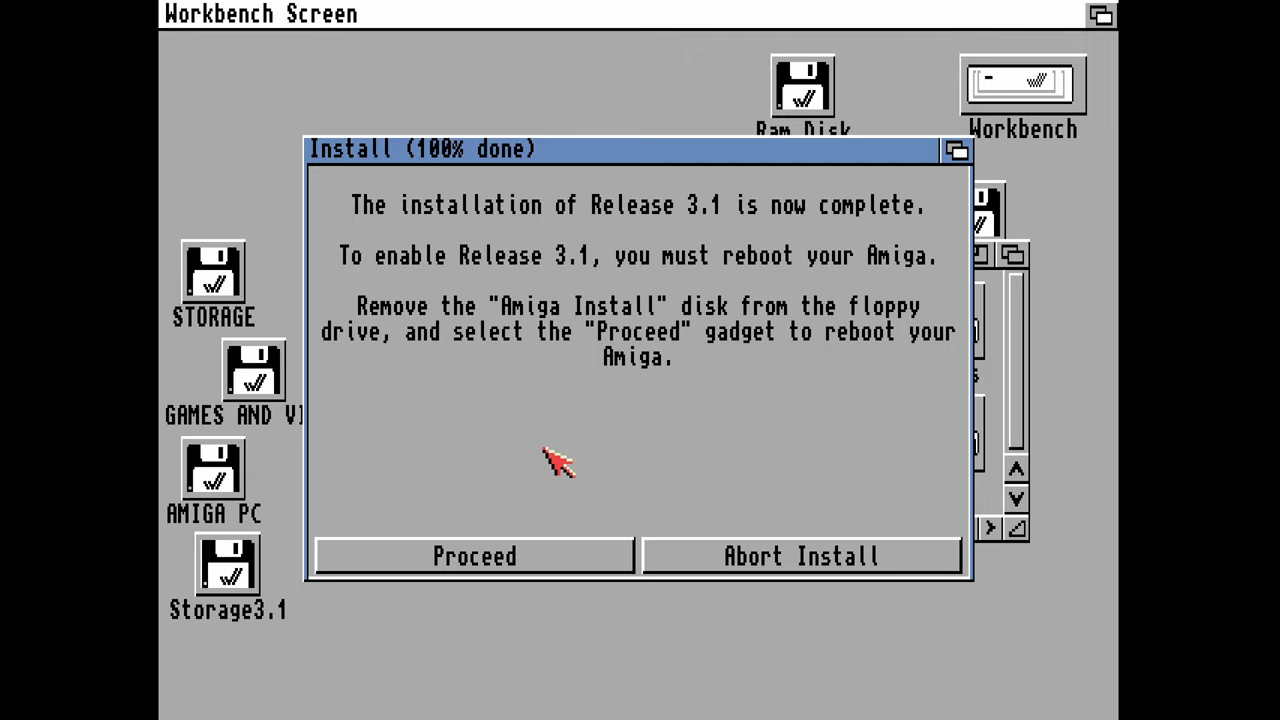 Workbench Screen
Ram Disk
Workbench
Install (100% done)
The installation of Release 3.1 is now complete.
To enable Release 3.1, you must reboot your Amiga.
Remove the "Amiga Install" disk from the floppy
drive, and select the "Proceed" gadget to reboot your
Amiga.
Proceed
Abort Install
STORAGE
GAMES AND VI
AMIGA PC
Storage3.1
s